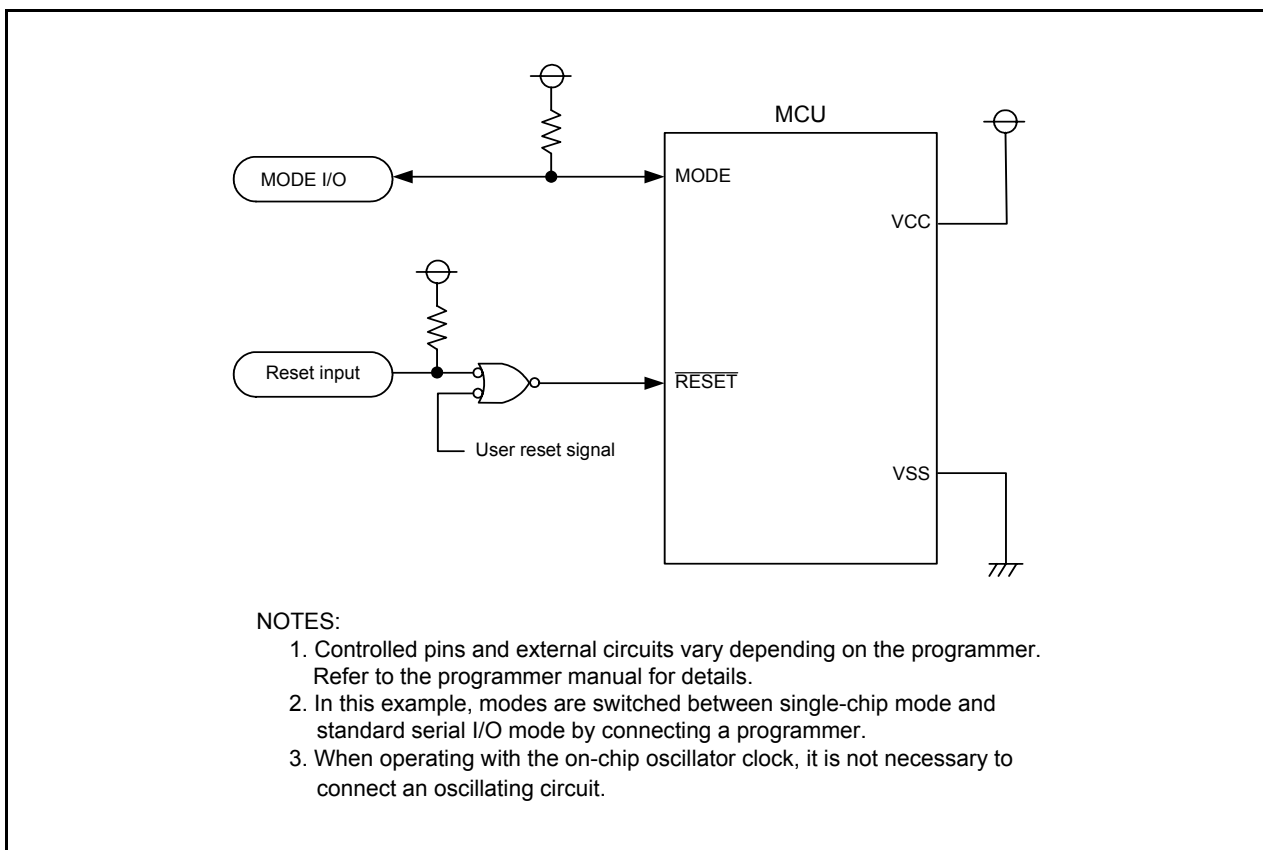 MCU
MODE I/O
MODE
VCC
Reset input
RESET
User reset signal
VSS
NOTES:
1. Controlled pins and external circuits vary depending on the programmer.
Refer to the programmer manual for details.
2. In this example, modes are switched between single-chip mode and
standard serial I/O mode by connecting a programmer.
3. When operating with the on-chip oscillator clock, it is not necessary to
connect an oscillating circuit.